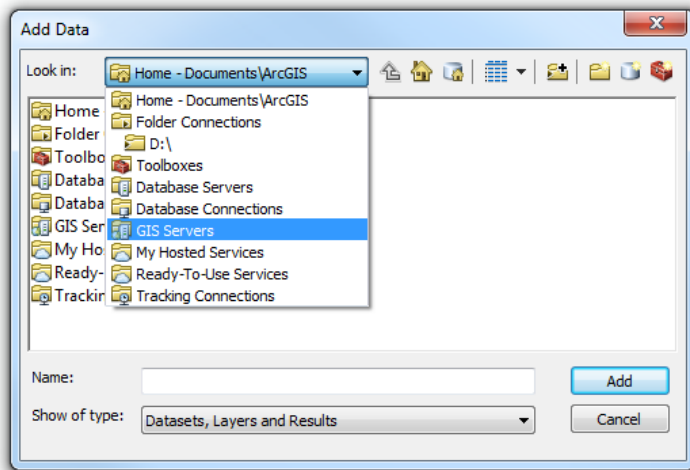 Add Data
Look in:
Home - Documents\ArcGIS
Home - Documents\ArcGIS
Folder Connections
D:\
Toolboxes
Database Servers
Database Connections
GIS Servers
My Hosted Services
Ready-To-Use Services
Tracking Connections
Home
Folder
Toolbo
Databa
Databa
GIS Ser
My Ho
Ready-
Trackin
Name:
Add
Show of type:
Datasets, Layers and Results
Cancel